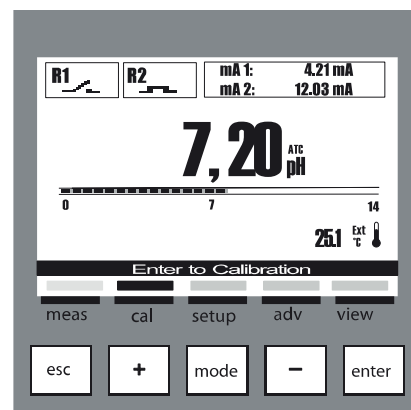 R1 R2 mA 1: 4.21 mA
mA 2: 12.03 mA
7,20 ATC pH
0 7 14
25.1 Ext °C
Enter to Calibration
meas cal setup adv view
esc + mode − enter